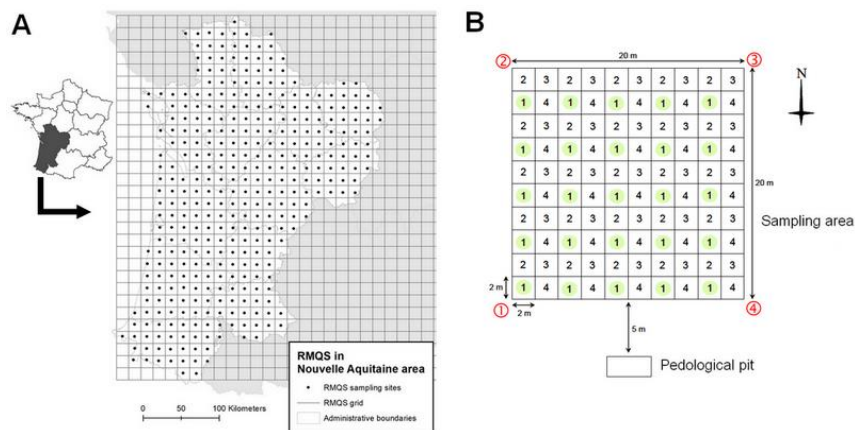 A
RMQS in
Nouvelle Aquitaine area
RMQS sampling sites
RMQS grid
Administrative boundaries
0 50 100 Kilometers
B
② 20 m ③
N
2 3 2 3 2 3 2 3 2 3
1 4 1 4 1 4 1 4 1 4
2 3 2 3 2 3 2 3 2 3
1 4 1 4 1 4 1 4 1 4
2 3 2 3 2 3 2 3 2 3
1 4 1 4 1 4 1 4 1 4
2 3 2 3 2 3 2 3 2 3
1 4 1 4 1 4 1 4 1 4
2 3 2 3 2 3 2 3 2 3
1 4 1 4 1 4 1 4 1 4
20 m
Sampling area
2 m
① 2 m ④
5 m
Pedological pit